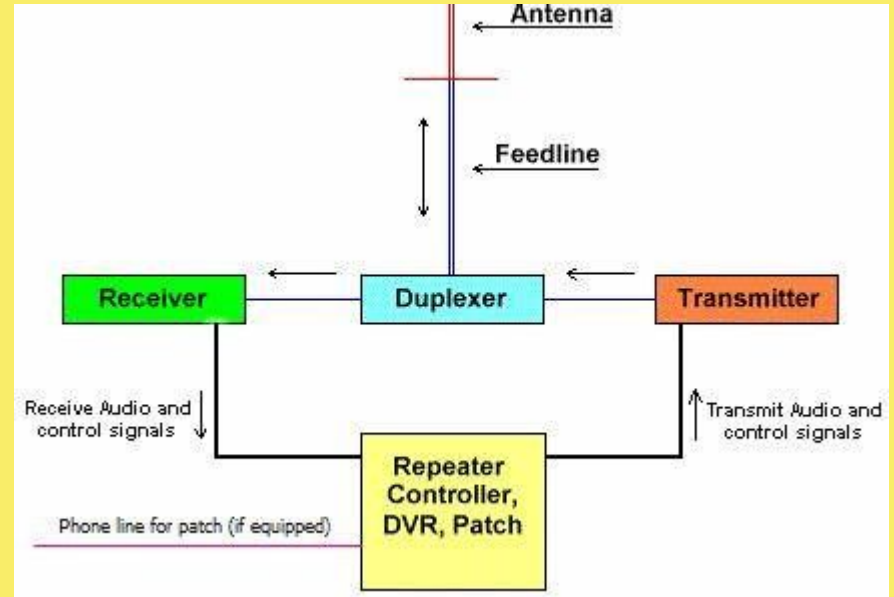 Antenna
Feedline
Receiver
Duplexer
Transmitter
Receive Audio and
control signals
Transmit Audio and
control signals
Repeater
Controller,
DVR, Patch
Phone line for patch (if equipped)